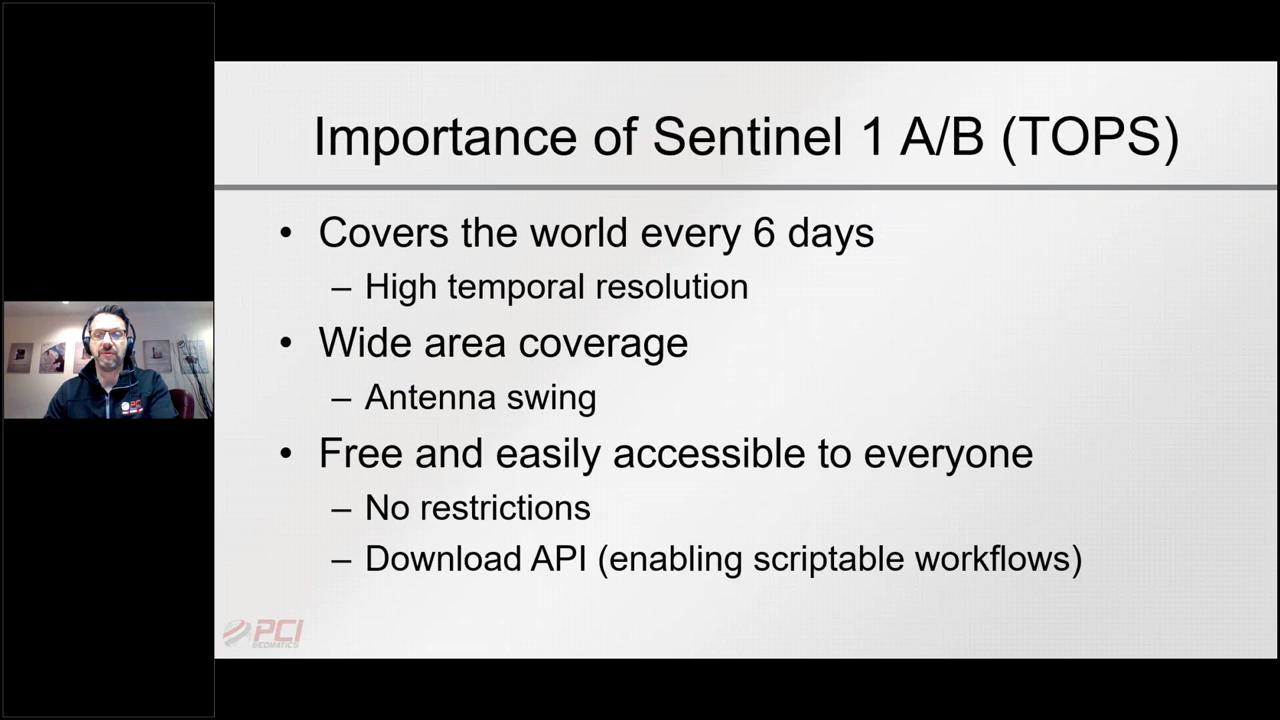 Importance of Sentinel 1 A/B (TOPS)
• Covers the world every 6 days
– High temporal resolution
• Wide area coverage
– Antenna swing
• Free and easily accessible to everyone
– No restrictions
– Download API (enabling scriptable workflows)
PCI
GEOMATICS
PCI